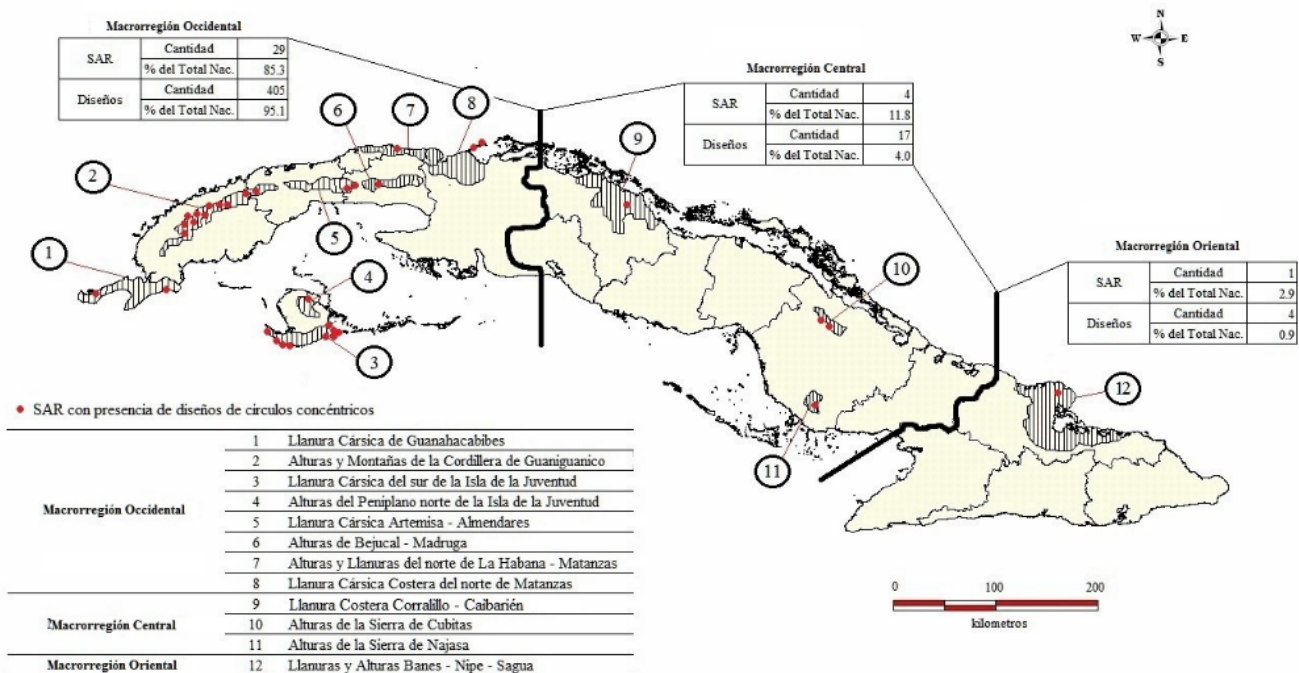 Macrorregión Occidental
SAR Cantidad 29
% del Total Nac. 85.3
Diseños Cantidad 405
% del Total Nac. 95.1
N
W E
S
Macrorregión Central
SAR Cantidad 4
% del Total Nac. 11.8
Diseños Cantidad 17
% del Total Nac. 4.0
Macrorregión Oriental
SAR Cantidad 1
% del Total Nac. 2.9
Diseños Cantidad 4
% del Total Nac. 0.9
1
2
3
4
5
6
7
8
9
10
11
12
SAR con presencia de diseños de circulos concéntricos
Macrorregión Occidental
1 Llanura Cársica de Guanahacabibes
2 Alturas y Montañas de la Cordillera de Guaniguanico
3 Llanura Cársica del sur de la Isla de la Juventud
4 Alturas del Peniplano norte de la Isla de la Juventud
5 Llanura Cársica Artemisa - Almendares
6 Alturas de Bejucal - Madruga
7 Alturas y Llanuras del norte de La Habana - Matanzas
8 Llanura Cársica Costera del norte de Matanzas
?Macrorregión Central
9 Llanura Costera Corralillo - Caibarién
10 Alturas de la Sierra de Cubitas
11 Alturas de la Sierra de Najasa
Macrorregión Oriental
12 Llanuras y Alturas Banes - Nipe - Sagua
0 100 200
kilometros